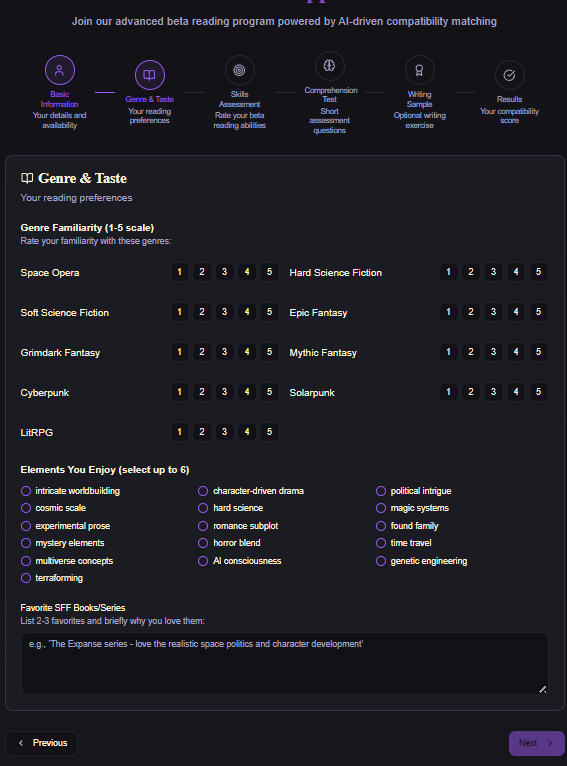 Join our advanced beta reading program powered by AI-driven compatibility matching
Basic
Information
Your details and
availability
Genre & Taste
Your reading
preferences
Skills
Assessment
Rate your beta
reading abilities
Comprehension
Test
Short
assessment
questions
Writing
Sample
Optional writing
exercise
Results
Your compatibility
score
Genre & Taste
Your reading preferences
Genre Familiarity (1-5 scale)
Rate your familiarity with these genres:
Space Opera 1 2 3 4 5 Hard Science Fiction 1 2 3 4 5
Soft Science Fiction 1 2 3 4 5 Epic Fantasy 1 2 3 4 5
Grimdark Fantasy 1 2 3 4 5 Mythic Fantasy 1 2 3 4 5
Cyberpunk 1 2 3 4 5 Solarpunk 1 2 3 4 5
LitRPG 1 2 3 4 5
Elements You Enjoy (select up to 6)
intricate worldbuilding character-driven drama political intrigue
cosmic scale hard science magic systems
experimental prose romance subplot found family
mystery elements horror blend time travel
multiverse concepts AI consciousness genetic engineering
terraforming
Favorite SFF Books/Series
List 2-3 favorites and briefly why you love them:
e.g., 'The Expanse series - love the realistic space politics and character development'
Previous Next